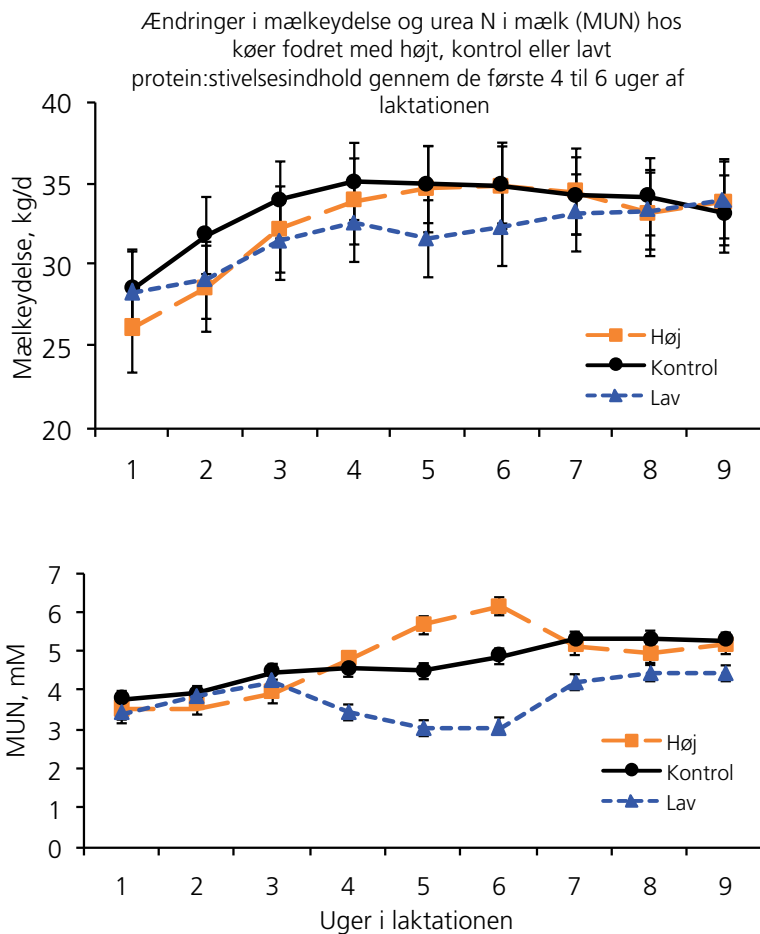 Ændringer i mælkeydelse og urea N i mælk (MUN) hos
køer fodret med højt, kontrol eller lavt
protein:stivelsesindhold gennem de første 4 til 6 uger af
laktationen
40
35
30
25
20
Mælkeydelse, kg/d
Høj
Kontrol
Lav
1 2 3 4 5 6 7 8 9
7
6
5
4
3
2
1
0
MUN, mM
Høj
Kontrol
Lav
1 2 3 4 5 6 7 8 9
Uger i laktationen